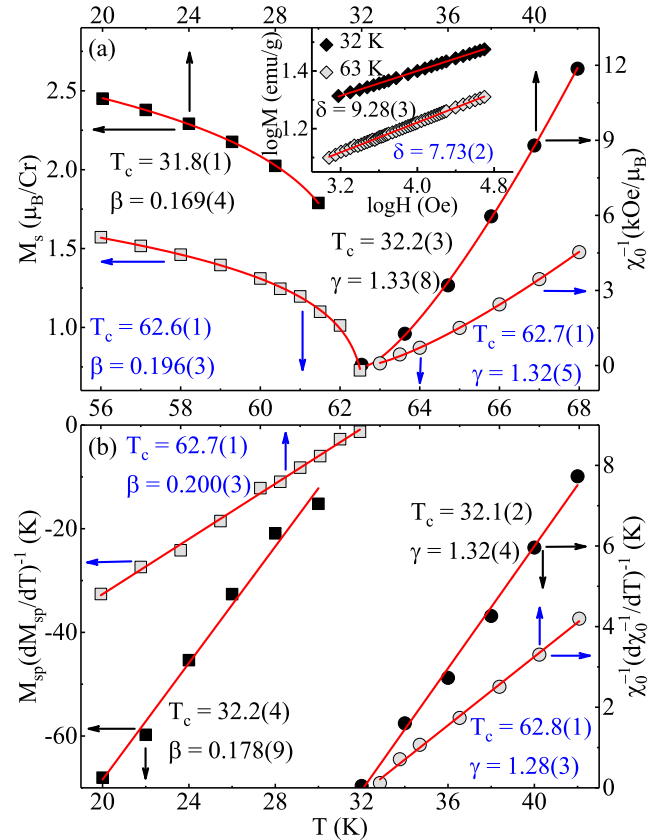 20 24 28 32 36 40
(a)
32 K
63 K
δ = 9.28(3)
δ = 7.73(2)
logM (emu/g)
1.4
1.2
3.2 4.0 4.8
logH (Oe)
M_s (μ_B/Cr)
2.5
2.0
1.5
1.0
T_c = 31.8(1)
β = 0.169(4)
T_c = 32.2(3)
γ = 1.33(8)
T_c = 62.6(1)
β = 0.196(3)
T_c = 62.7(1)
γ = 1.32(5)
12
9
6
3
0
χ_0^{-1}(kOe/μ_B)
56 58 60 62 64 66 68
(b)
T_c = 62.7(1)
β = 0.200(3)
T_c = 32.1(2)
γ = 1.32(4)
T_c = 32.2(4)
β = 0.178(9)
T_c = 62.8(1)
γ = 1.28(3)
M_{sp}(dM_{sp}/dT)^{-1} (K)
0
-20
-40
-60
8
6
4
2
0
χ_0^{-1}(dχ_0^{-1}/dT)^{-1} (K)
20 24 28 32 36 40
T (K)